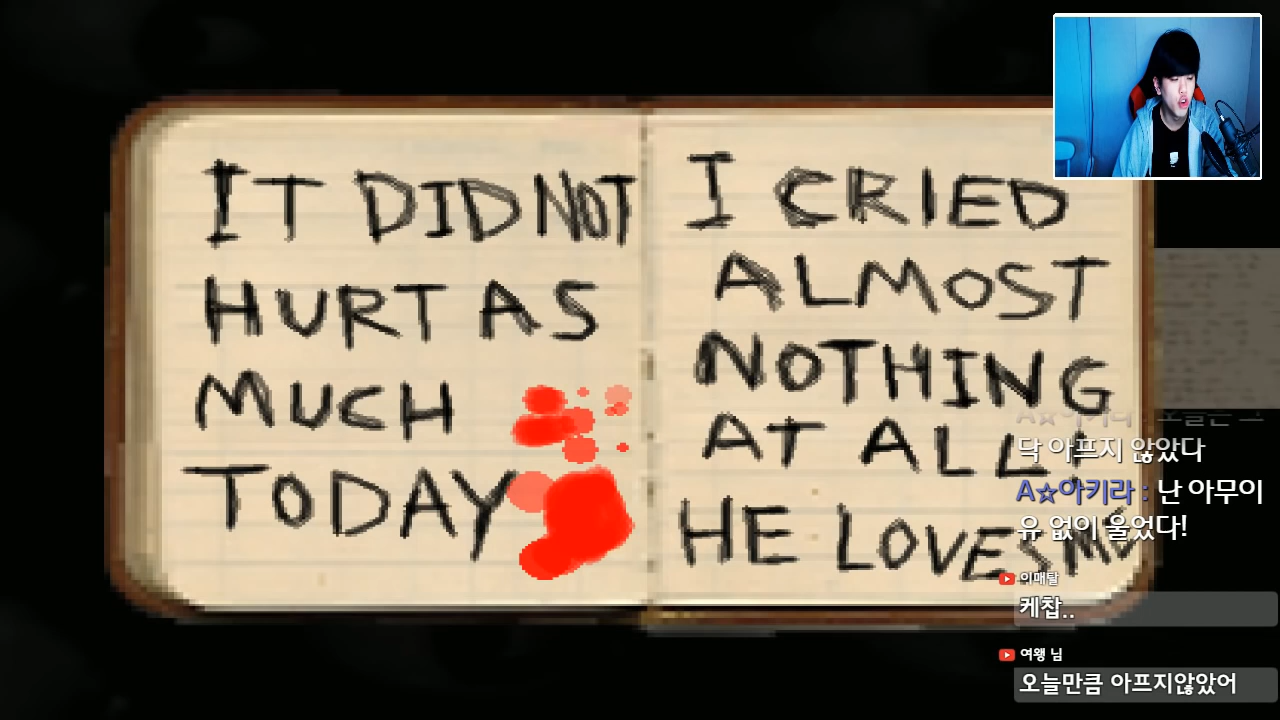 IT DID NOT
HURT AS
MUCH
TODAY
I CRIED
ALMOST
NOTHING
AT ALL!
HE LOVES
닥 아프지 않았다
A☆아키라 : 난 아무이
유 없이 울었다!
이매탈
케찹..
여왱 님
오늘만큼 아프지않았어